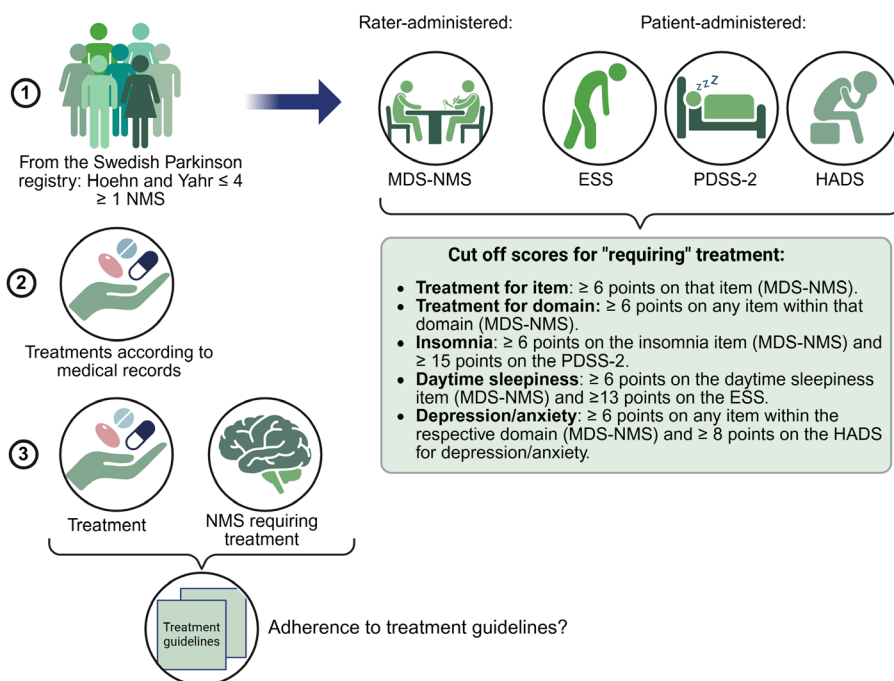 Rater-administered:
Patient-administered:
1
zzz
From the Swedish Parkinson
registry: Hoehn and Yahr ≤ 4
≥ 1 NMS
MDS-NMS
ESS
PDSS-2
HADS
Cut off scores for "requiring" treatment:
• Treatment for item: ≥ 6 points on that item (MDS-NMS).
• Treatment for domain: ≥ 6 points on any item within that
domain (MDS-NMS).
• Insomnia: ≥ 6 points on the insomnia item (MDS-NMS) and
≥ 15 points on the PDSS-2.
• Daytime sleepiness: ≥ 6 points on the daytime sleepiness
item (MDS-NMS) and ≥13 points on the ESS.
• Depression/anxiety: ≥ 6 points on any item within the
respective domain (MDS-NMS) and ≥ 8 points on the HADS
for depression/anxiety.
2
Treatments according to
medical records
3
Treatment
NMS requiring
treatment
Treatment
guidelines
Adherence to treatment guidelines?